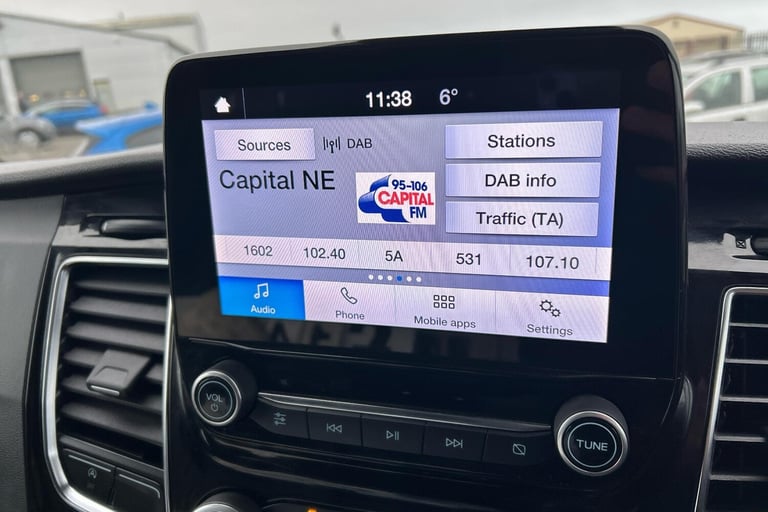 11:38 6°
Sources DAB Stations
Capital NE
95-106
CAPITAL
FM
DAB info
Traffic (TA)
1602 102.40 5A 531 107.10
Audio Phone Mobile apps Settings
VOL
TUNE